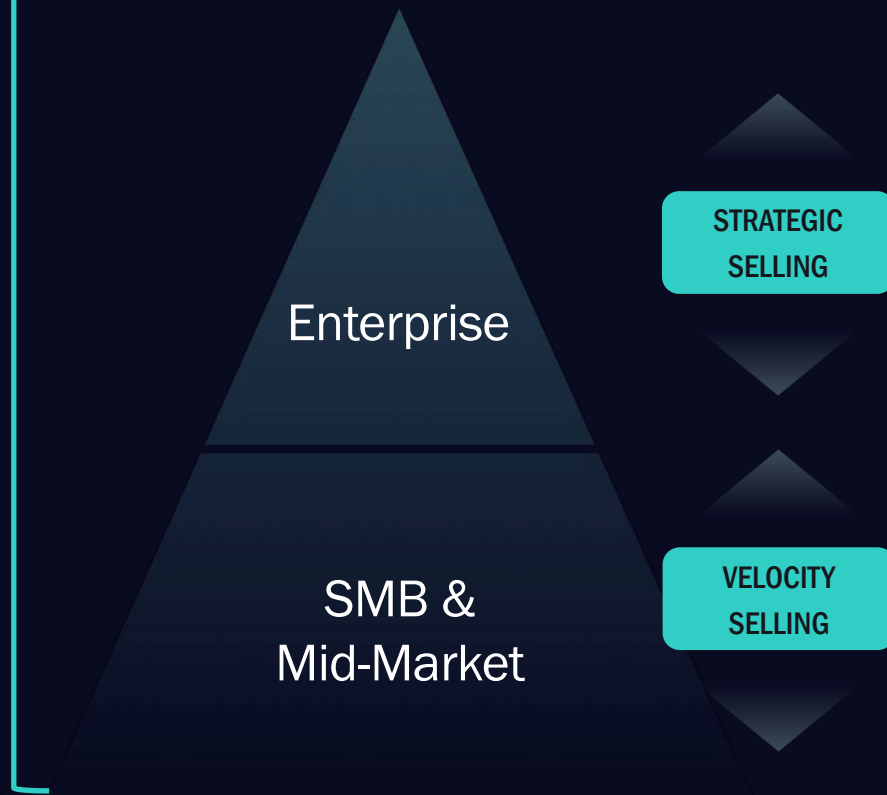 STRATEGIC
SELLING
Enterprise
VELOCITY
SELLING
SMB &
Mid-Market